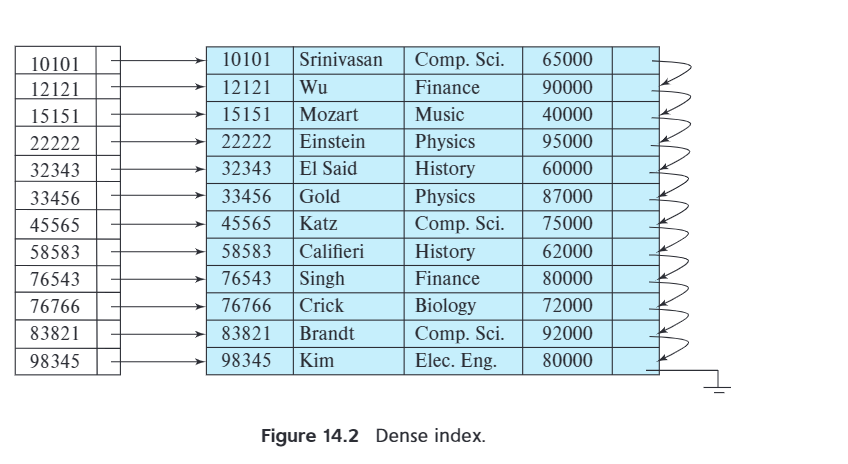 10101 10101 Srinivasan Comp. Sci. 65000
12121 12121 Wu Finance 90000
15151 15151 Mozart Music 40000
22222 22222 Einstein Physics 95000
32343 32343 El Said History 60000
33456 33456 Gold Physics 87000
45565 45565 Katz Comp. Sci. 75000
58583 58583 Califieri History 62000
76543 76543 Singh Finance 80000
76766 76766 Crick Biology 72000
83821 83821 Brandt Comp. Sci. 92000
98345 98345 Kim Elec. Eng. 80000
Figure 14.2 Dense index.